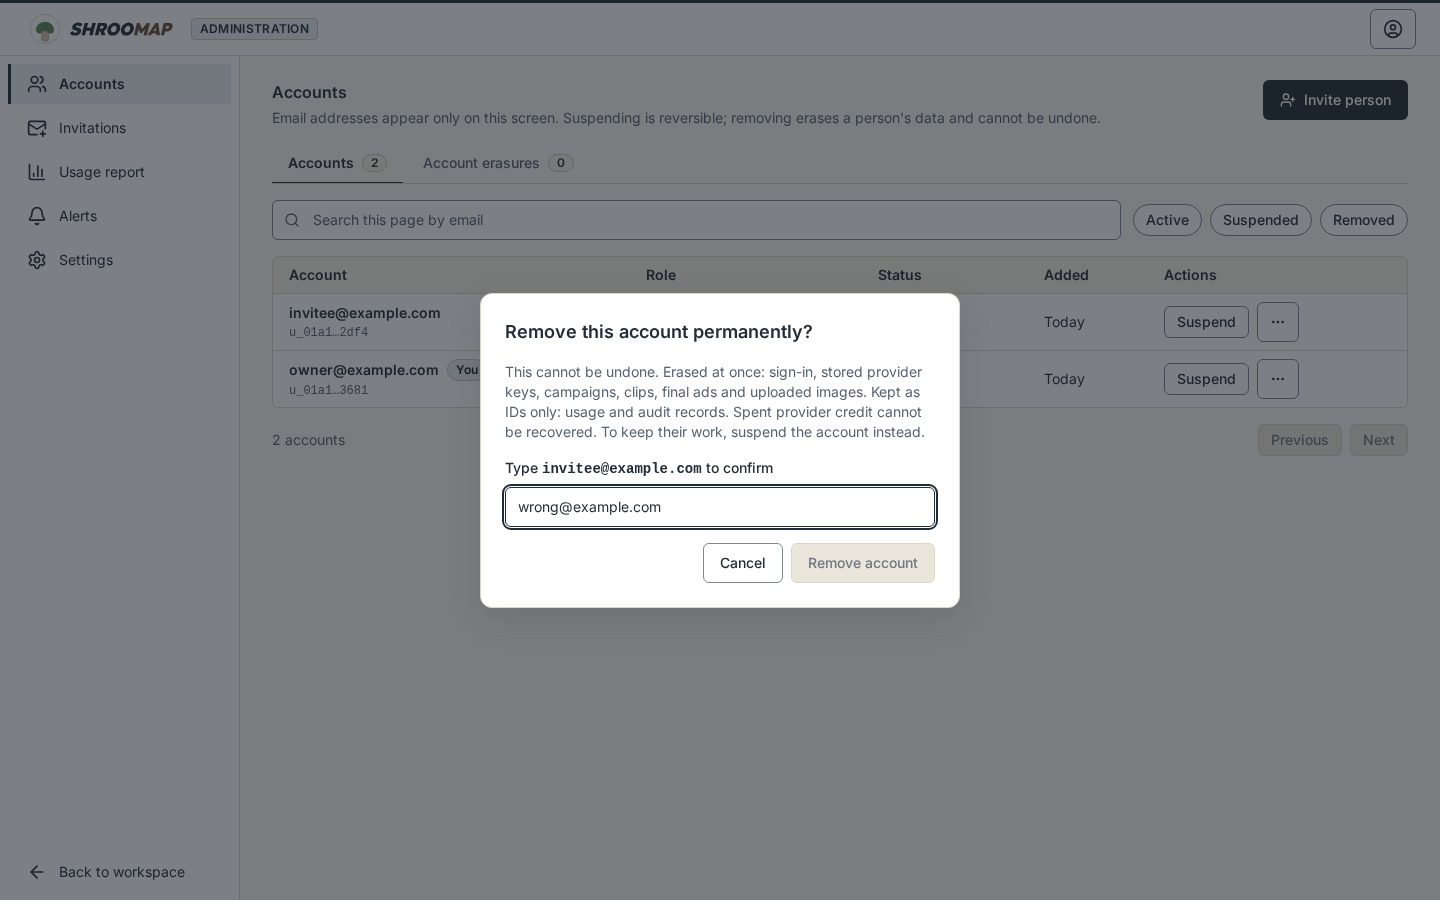 SHROOMAP
ADMINISTRATION
Accounts
Invitations
Usage report
Alerts
Settings
Back to workspace
Accounts
Email addresses appear only on this screen. Suspending is reversible; removing erases a person's data and cannot be undone.
Invite person
Accounts 2
Account erasures 0
Search this page by email
Active
Suspended
Removed
Account Role Status Added Actions
invitee@example.com
u_01a1…2df4
Today
Suspend
owner@example.com You
u_01a1…3681
Today
Suspend
2 accounts
Previous
Next
Remove this account permanently?
This cannot be undone. Erased at once: sign-in, stored provider
keys, campaigns, clips, final ads and uploaded images. Kept as
IDs only: usage and audit records. Spent provider credit cannot
be recovered. To keep their work, suspend the account instead.
Type invitee@example.com to confirm
wrong@example.com
Cancel
Remove account